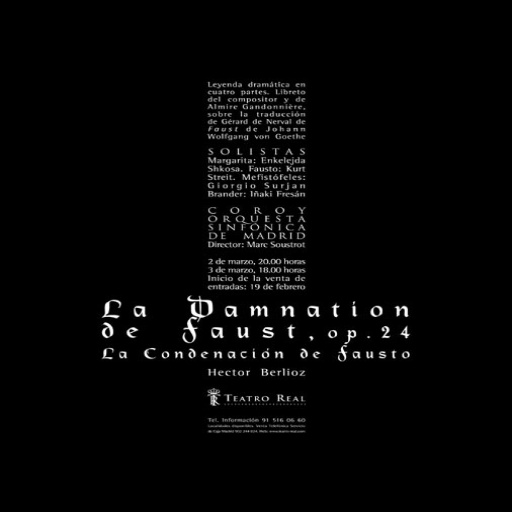 Leyenda dramática en
cuatro partes. Libreto
del compositor y de
Almire Gandonnière,
sobre la traducción
de Gérard de Nerval de
Faust de Johann
Wolfgang von Goethe
SOLISTAS
Margarita: Enkelejda
Shkosa. Fausto: Kurt
Streit. Mefistófeles:
Giorgio Surjan
Brander: Iñaki Fresán
CORO Y
ORQUESTA
SINFÓNICA
DE MADRID
Director: Marc Soustrot
2 de marzo, 20.00 horas
3 de marzo, 18.00 horas
Inicio de la venta de
entradas: 19 de febrero
La Damnation
de Faust, op.24
La Condenación de Fausto
Hector Berlioz
TEATRO REAL
Tel. Información 91 516 06 60